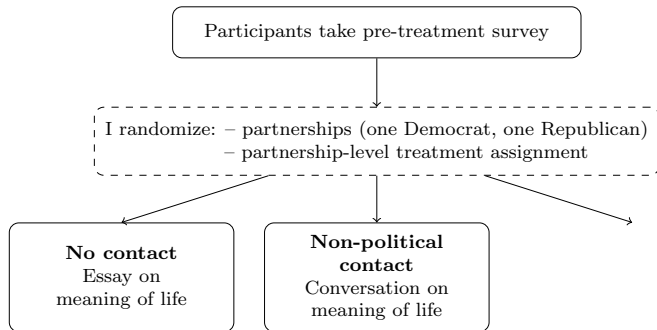 Participants take pre-treatment survey
I randomize: – partnerships (one Democrat, one Republican)
– partnership-level treatment assignment
No contact
Essay on
meaning of life
Non-political
contact
Conversation on
meaning of life